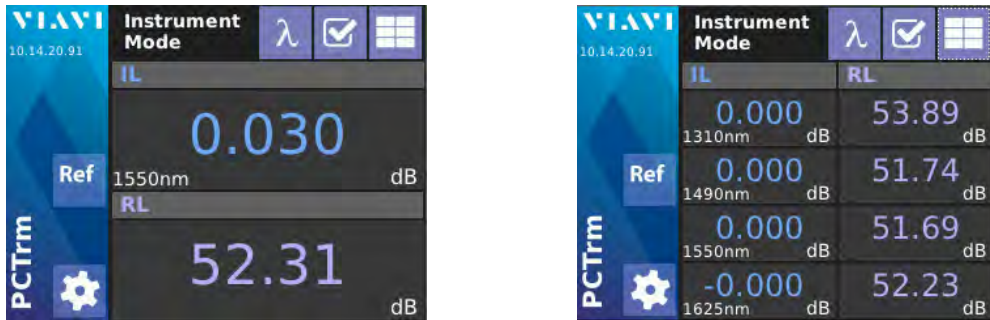 VIAVI
10.14.20.91
Instrument
Mode
λ
IL
0.030
1550nm dB
Ref
RL
52.31
dB
PCTrm
VIAVI
10.14.20.91
Instrument
Mode
λ
IL RL
0.000 53.89
1310nm dB dB
Ref
0.000 51.74
1490nm dB dB
0.000 51.69
1550nm dB dB
-0.000 52.23
1625nm dB dB
PCTrm